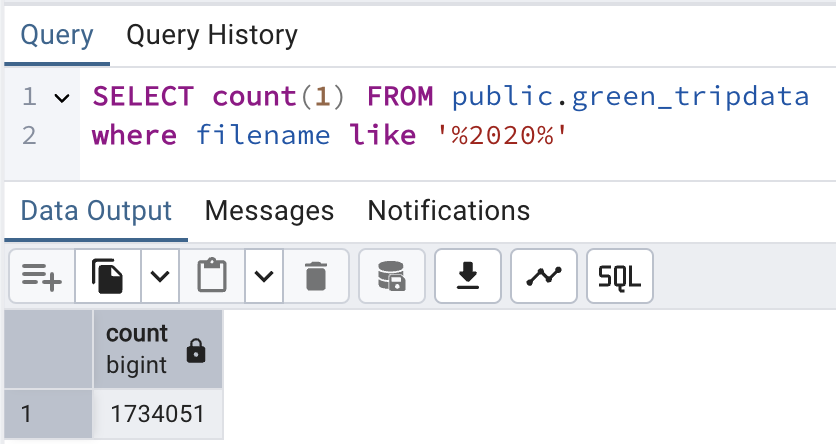 Query Query History
1 SELECT count(1) FROM public.green_tripdata
2 where filename like '%2020%'
Data Output Messages Notifications
SQL
count
bigint
1 1734051